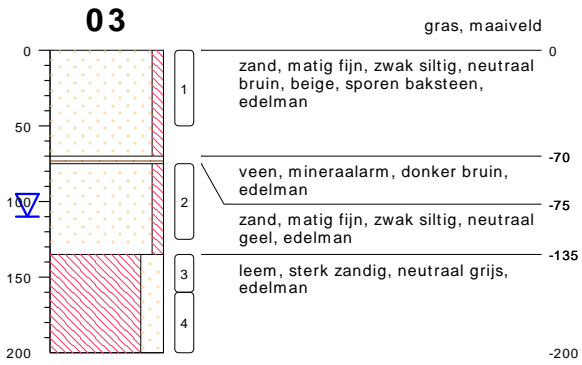 03
gras, maaiveld
0
0
zand, matig fijn, zwak siltig, neutraal
bruin, beige, sporen baksteen,
edelman
1
50
-70
veen, mineraalarm, donker bruin,
edelman
-75
100
2
zand, matig fijn, zwak siltig, neutraal
geel, edelman
-135
150
3
leem, sterk zandig, neutraal grijs,
edelman
4
200
-200